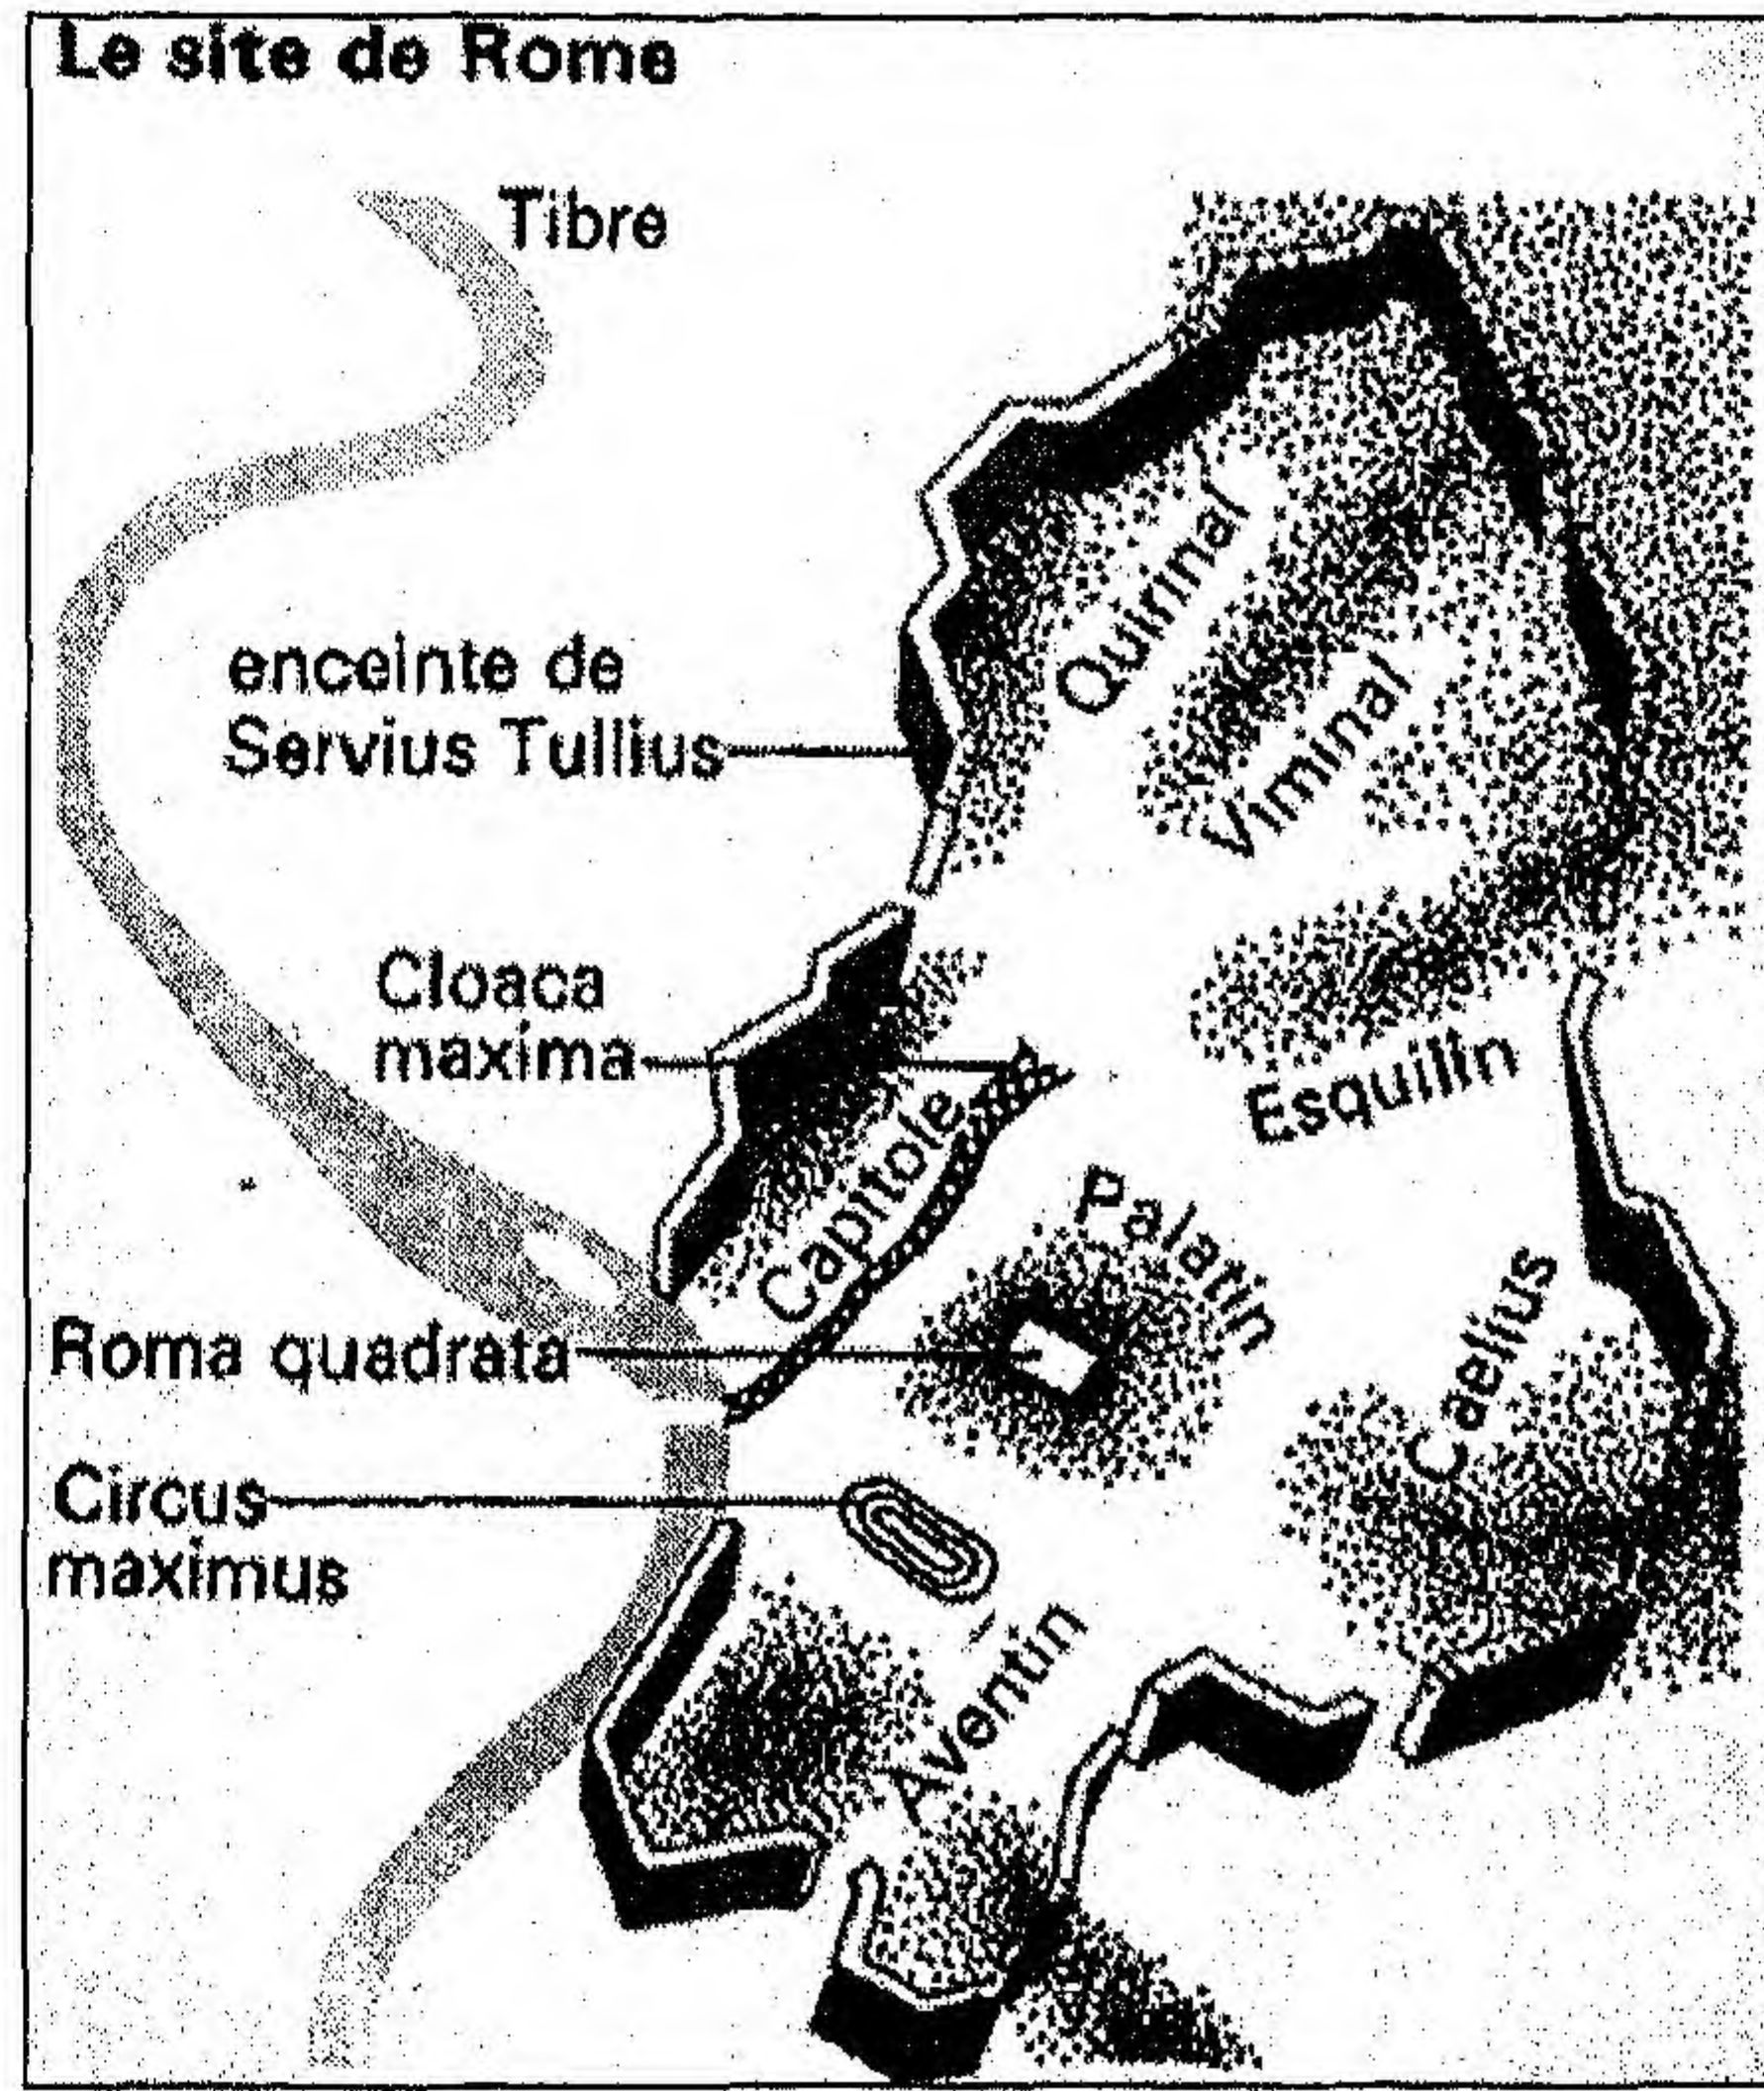 Le site de Rome
Tibre
enceinte de
Servius Tullius
Quirinal
Viminal
Cloaca
maxima
Esquilin
Capitole
Palatin
Roma quadrata
Caelius
Circus
maximus
Aventin